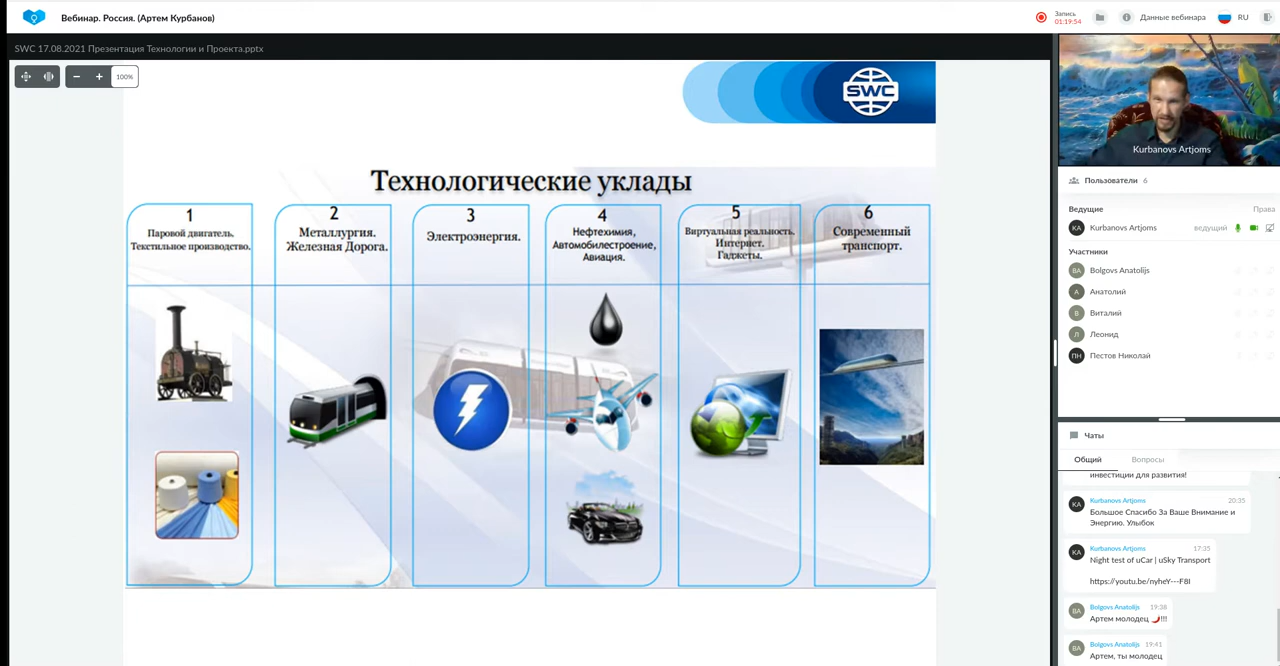 Вебинар. Россия. (Артем Курбанов)
Запись
01:19:54
Данные вебинара
RU
SWC 17.08.2021 Презентация Технологии и Проекта.pptx
100%
SWC
Технологические уклады
1
Паровой двигатель.
Текстильное производство.
2
Металлургия.
Железная Дорога.
3
Электроэнергия.
4
Нефтехимия,
Автомобилестроение,
Авиация.
5
Виртуальная реальность.
Интернет.
Гаджеты.
6
Современный
транспорт.
Kurbanovs Artjoms
Пользователи 6
Ведущие
Права
KA Kurbanovs Artjoms ведущий
Участники
BA Bolgovs Anatolijs
А Анатолий
В Виталий
Л Леонид
ПН Пестов Николай
Чаты
Общий Вопросы
инвестиции для развития!
KA Kurbanovs Artjoms 20:35
Большое Спасибо За Ваше Внимание и
Энергию. Улыбок
KA Kurbanovs Artjoms 17:35
Night test of uCar | uSky Transport
https://youtu.be/nyheY---F8I
BA Bolgovs Anatolijs 19:38
Артем молодец 🌶️!!!
BA Bolgovs Anatolijs 19:41
Артем, ты молодец